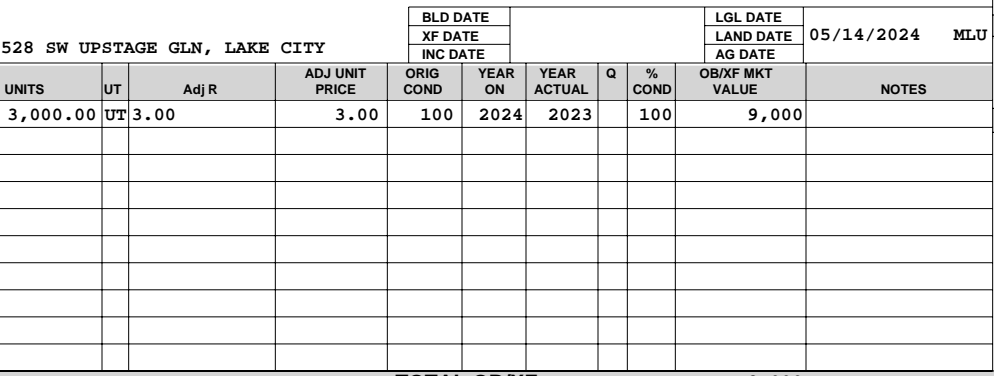 BLD DATE LGL DATE
XF DATE LAND DATE 05/14/2024 MLU
528 SW UPSTAGE GLN, LAKE CITY
INC DATE AG DATE
ADJ UNIT ORIG YEAR YEAR Q % OB/XF MKT
UNITS UT Adj R PRICE COND ON ACTUAL COND VALUE NOTES
3,000.00 UT 3.00 3.00 100 2024 2023 100 9,000